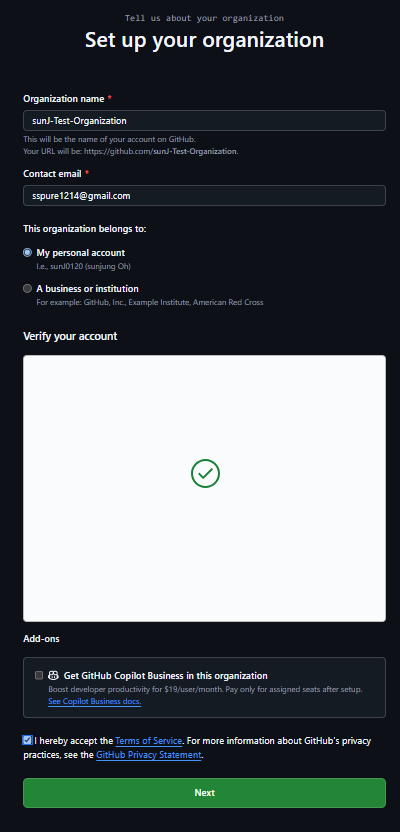 Tell us about your organization
Set up your organization
Organization name *
sunJ-Test-Organization
This will be the name of your account on GitHub.
Your URL will be: https://github.com/sunJ-Test-Organization.
Contact email *
sspure1214@gmail.com
This organization belongs to:
My personal account
I.e., sunJ0120 (sunjung Oh)
A business or institution
For example: GitHub, Inc., Example Institute, American Red Cross
Verify your account
Add-ons
Get GitHub Copilot Business in this organization
Boost developer productivity for $19/user/month. Pay only for assigned seats after setup.
See Copilot Business docs.
I hereby accept the Terms of Service. For more information about GitHub's privacy
practices, see the GitHub Privacy Statement.
Next